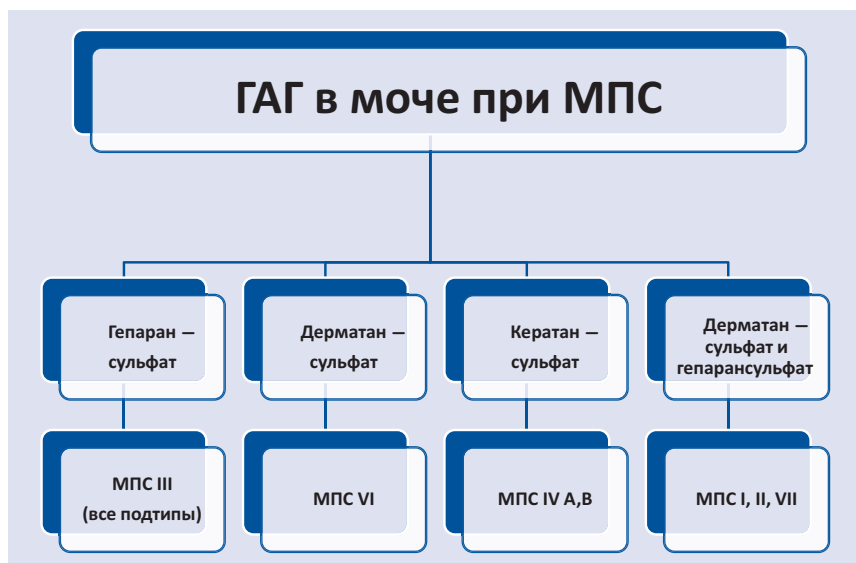 ГАГ в моче при МПС
Гепаран –
сульфат
Дерматан –
сульфат
Кератан –
сульфат
Дерматан –
сульфат и
гепарансульфат
МПС III
(все подтипы)
МПС VI
МПС IV A,B
МПС I, II, VII